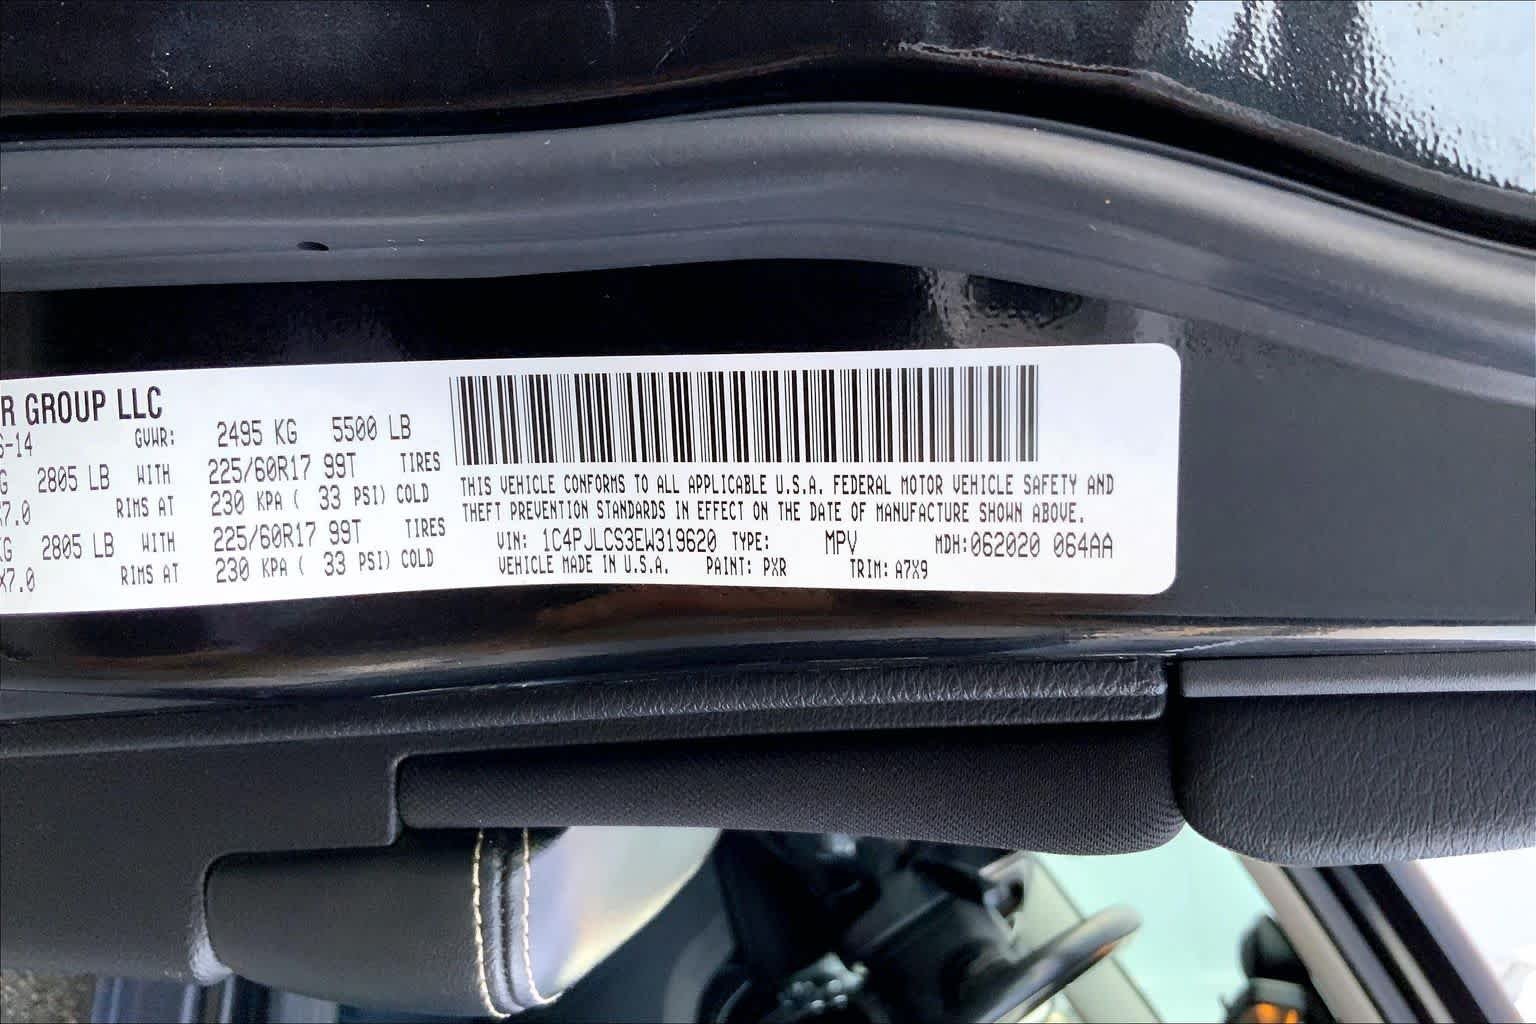 R GROUP LLC
6-14 GVWR: 2495 KG 5500 LB
G 2805 LB WITH 225/60R17 99T TIRES
X7.0 RIMS AT 230 KPA ( 33 PSI) COLD
KG 2805 LB WITH 225/60R17 99T TIRES
X7.0 RIMS AT 230 KPA ( 33 PSI) COLD
THIS VEHICLE CONFORMS TO ALL APPLICABLE U.S.A. FEDERAL MOTOR VEHICLE SAFETY AND
THEFT PREVENTION STANDARDS IN EFFECT ON THE DATE OF MANUFACTURE SHOWN ABOVE.
VIN: 1C4PJLCS3EW319620 TYPE: MPV MDH:062020 064AA
VEHICLE MADE IN U.S.A. PAINT: PXR TRIM: A7X9